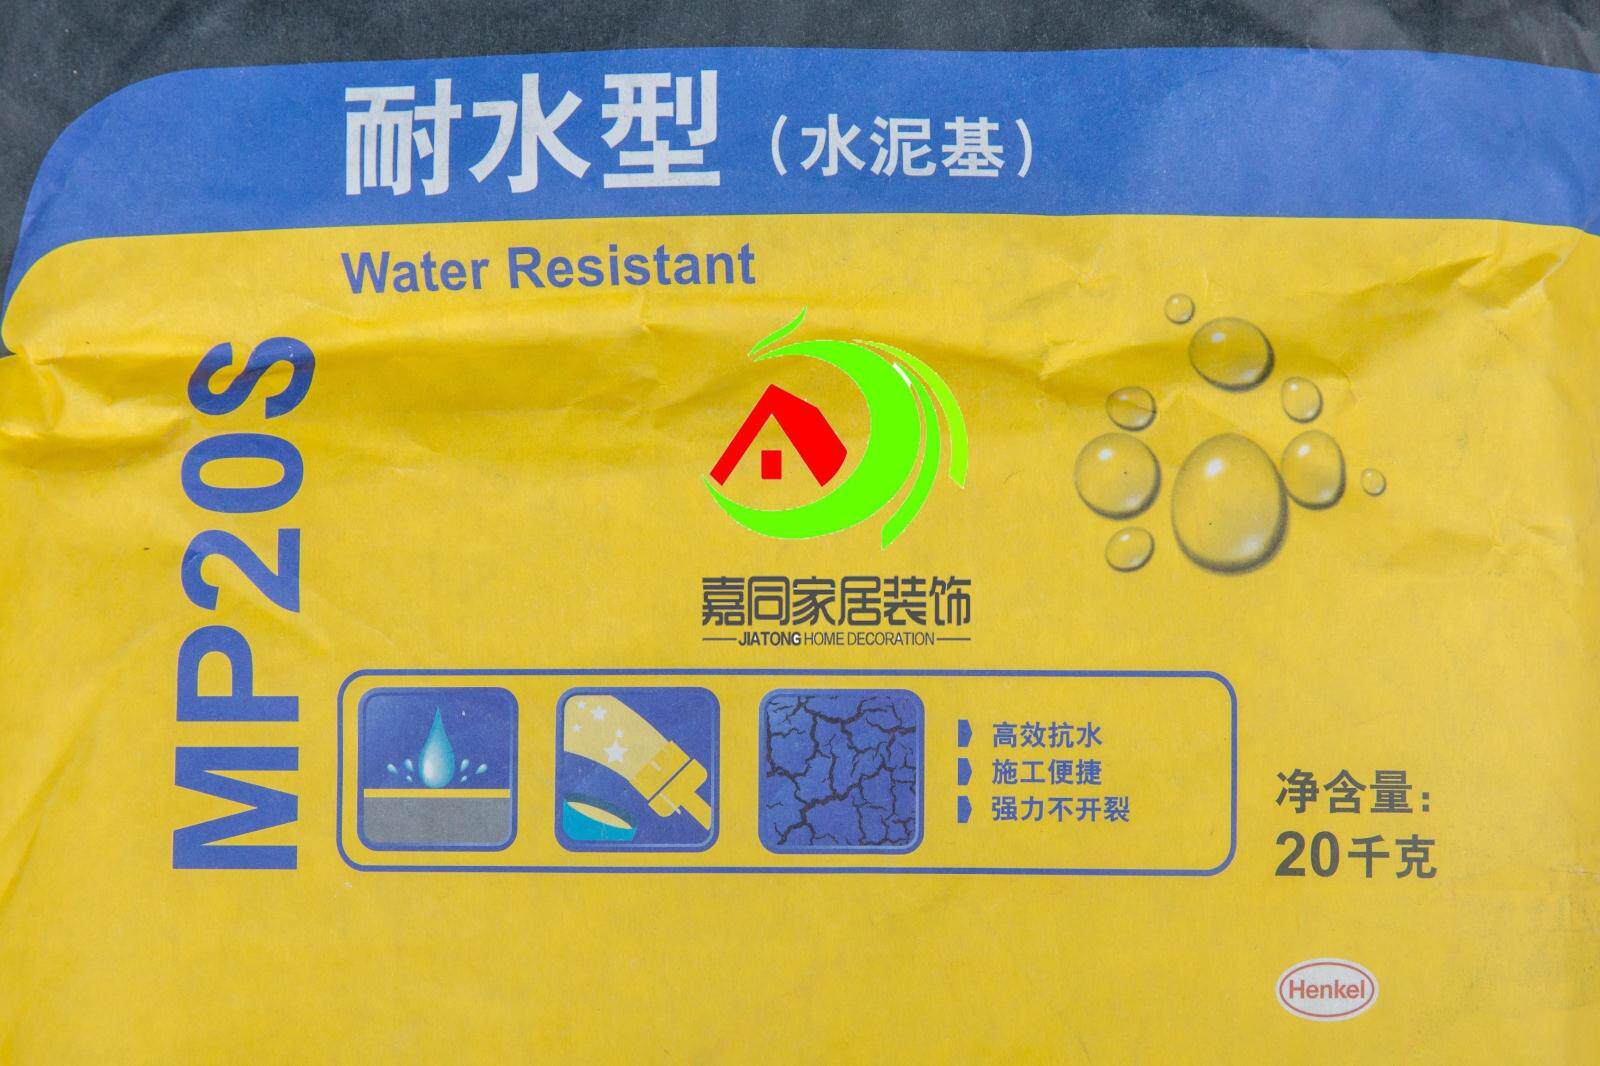 耐水型（水泥基）
Water Resistant
MP20S
嘉同家居装饰
JIATONG HOME DECORATION
高效抗水
施工便捷
强力不开裂
净含量：
20千克
Henkel